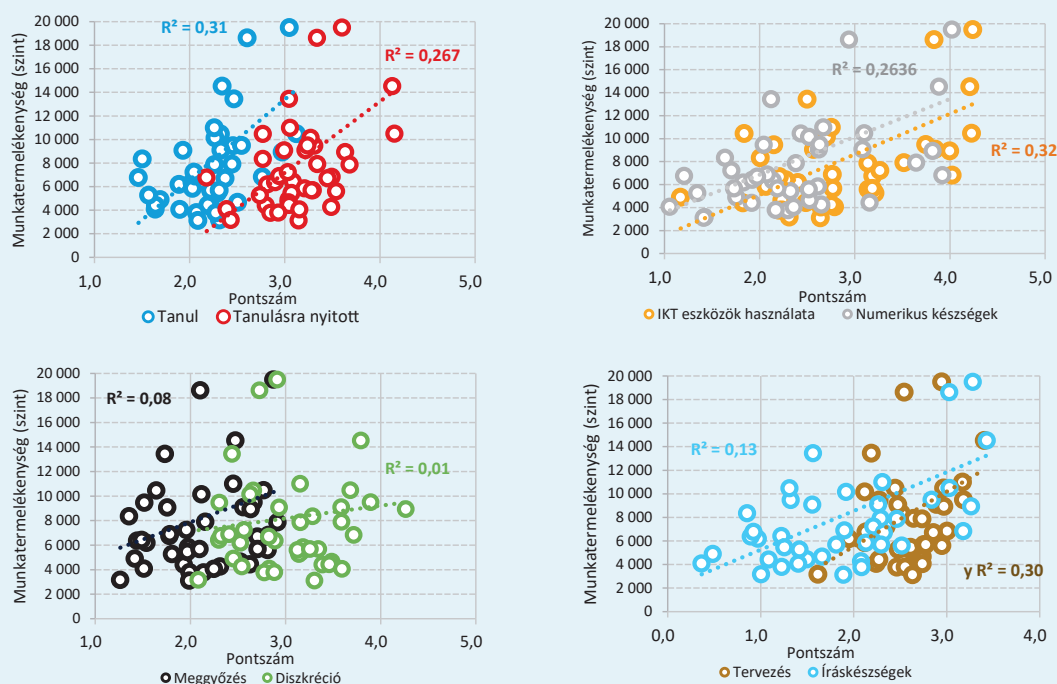 Munkatermelékenység (szint)
20 000
18 000
16 000
14 000
12 000
10 000
8 000
6 000
4 000
2 000
0
R² = 0,31
R² = 0,267
1,0 2,0 3,0 4,0 5,0
Pontszám
Tanul Tanulásra nyitott
Munkatermelékenység (szint)
20 000
18 000
16 000
14 000
12 000
10 000
8 000
6 000
4 000
2 000
0
R² = 0,2636
R² = 0,32
1,0 2,0 3,0 4,0 5,0
Pontszám
IKT eszközök használata Numerikus készségek
Munkatermelékenység (szint)
20 000
18 000
16 000
14 000
12 000
10 000
8 000
6 000
4 000
2 000
0
R² = 0,08
R² = 0,01
1,0 2,0 3,0 4,0 5,0
Pontszám
Meggyőzés Diszkréció
Munkatermelékenység (szint)
20 000
18 000
16 000
14 000
12 000
10 000
8 000
6 000
4 000
2 000
0
R² = 0,13
y R² = 0,30
0,0 1,0 2,0 3,0 4,0
Pontszám
Tervezés Íráskészségek